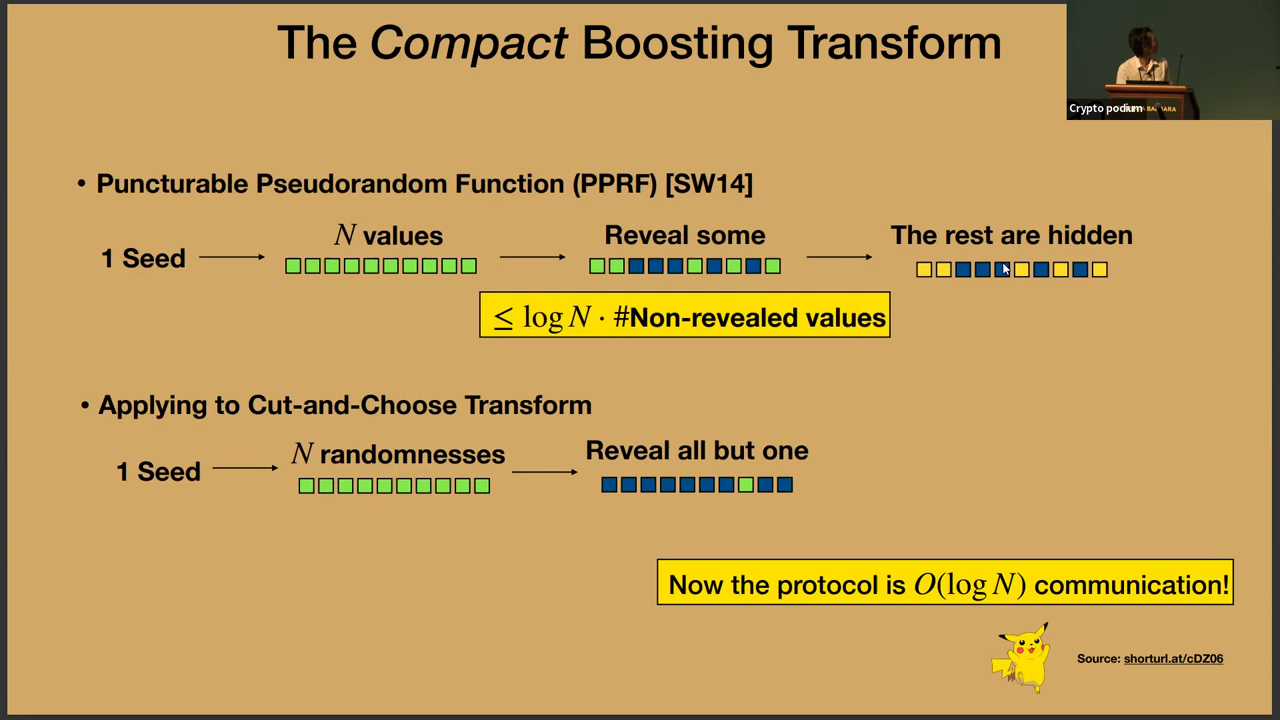 The Compact Boosting Transform
Crypto podium
• Puncturable Pseudorandom Function (PPRF) [SW14]
1 Seed
N values
Reveal some
The rest are hidden
≤ log N · #Non-revealed values
• Applying to Cut-and-Choose Transform
1 Seed
N randomnesses
Reveal all but one
Now the protocol is O(log N) communication!
Source: shorturl.at/cDZ06